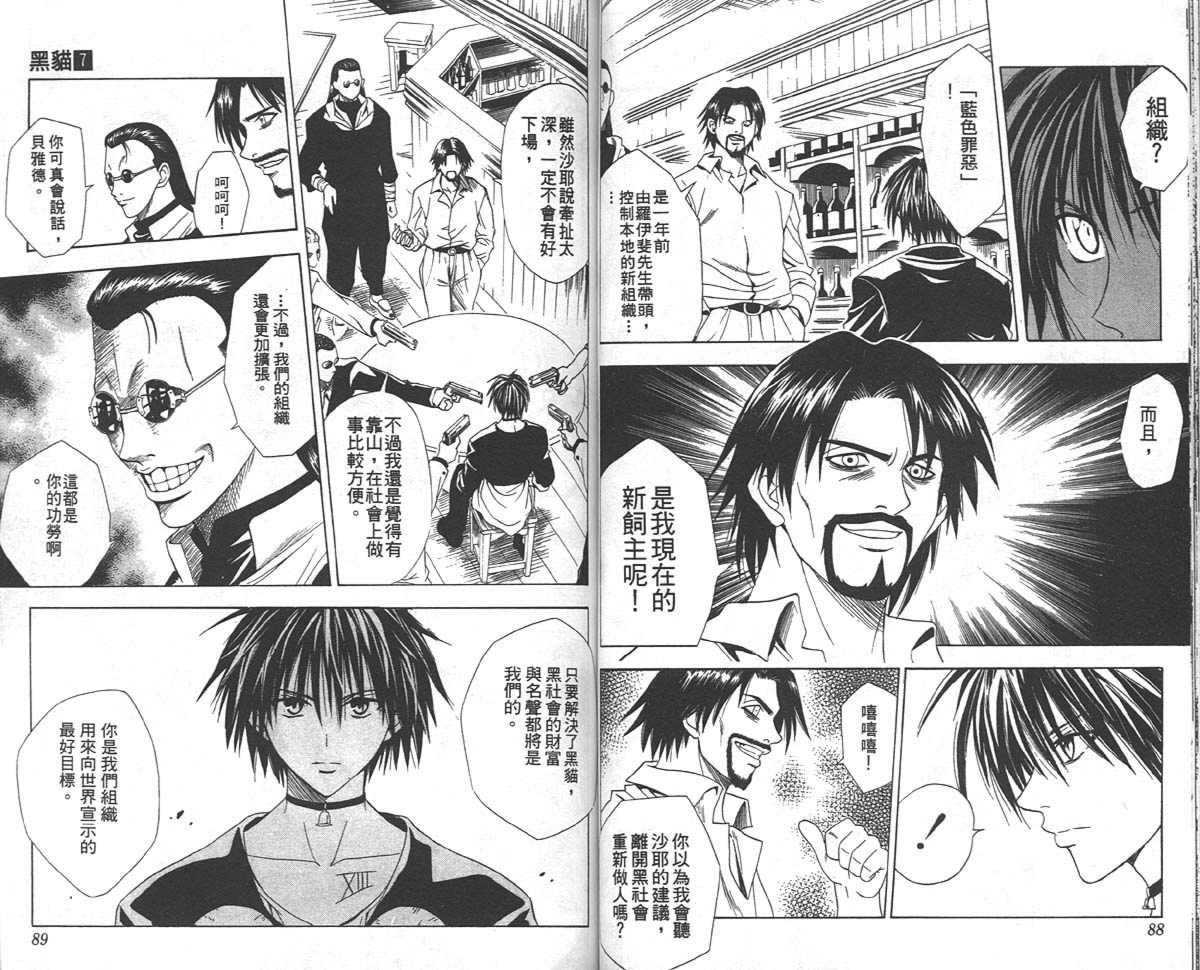 組織？
「藍色罪惡」
！
是一年前
由羅伊斐先生帶頭，
控制本地的新組織…
…
而且，
是我現在的
新飼主呢！
！
嘻嘻嘻！
你以為我會聽
沙耶的建議，
離開黑社會
重新做人嗎？
88
黑貓7
雖然沙耶說牽扯太
深，一定不會有好
下場，
呵呵！
你可真會說話，
貝雅德。
不過我還是覺得有
靠山，在社會上做
事比較方便。
…不過，我們的組織
還會更加擴張。
這都是
你的功勞啊
。
只要解決了黑貓，
黑社會的財富
與名聲都將是
我們的。
XIII
你是我們組織
用來向世界宣示的
最好目標。
89